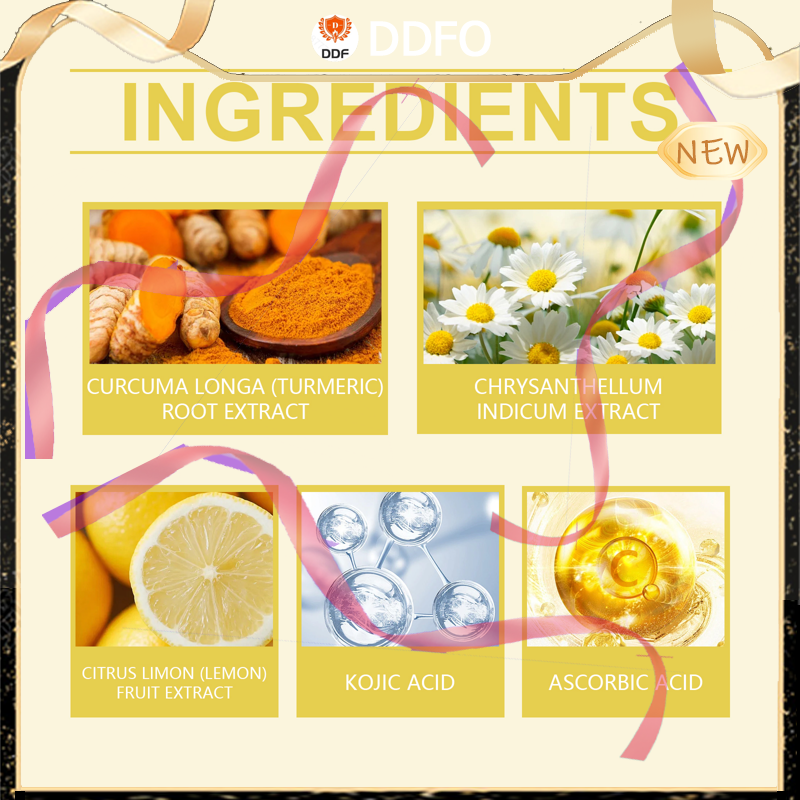 DDF
DDFO
INGREDIENTS
NEW
CURCUMA LONGA (TURMERIC)
ROOT EXTRACT
CHRYSANTHELLUM
INDICUM EXTRACT
C
CITRUS LIMON (LEMON)
FRUIT EXTRACT
KOJIC ACID
ASCORBIC ACID